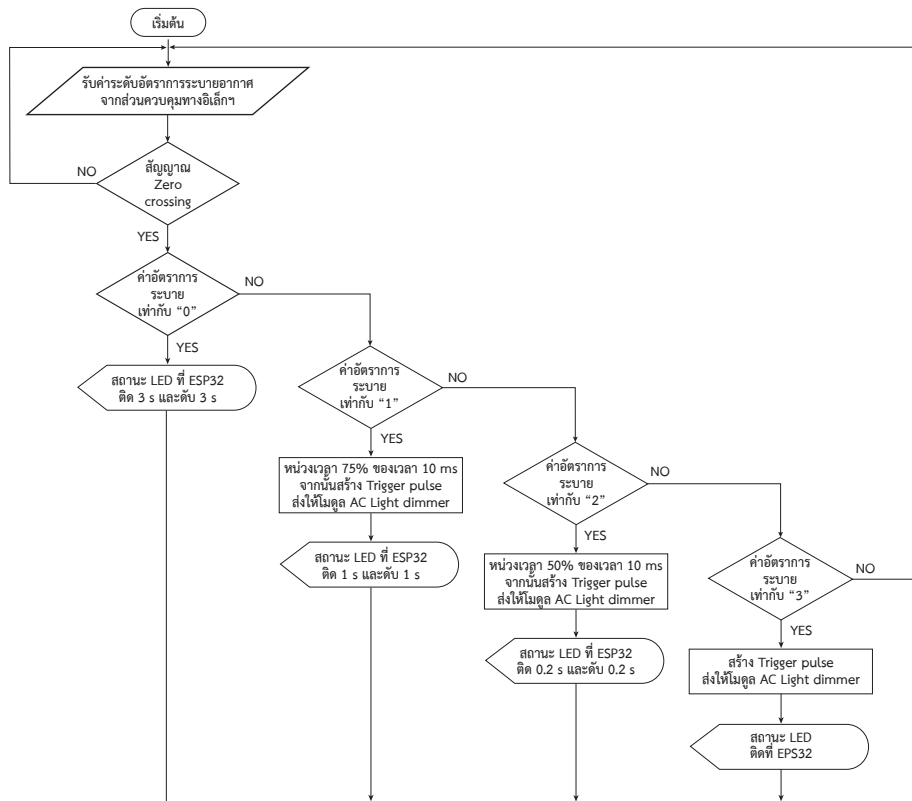 เริ่มต้น
รับค่าระดับอัตราการระบายอากาศ
จากส่วนควบคุมทางอิเล็กฯ
NO
สัญญาณ
Zero
crossing
YES
ค่าอัตราการ
ระบาย
เท่ากับ “0”
NO
YES
สถานะ LED ที่ ESP32
ติด 3 s และดับ 3 s
ค่าอัตราการ
ระบาย
เท่ากับ “1”
NO
YES
หน่วงเวลา 75% ของเวลา 10 ms
จากนั้นสร้าง Trigger pulse
ส่งให้โมดูล AC Light dimmer
สถานะ LED ที่ ESP32
ติด 1 s และดับ 1 s
ค่าอัตราการ
ระบาย
เท่ากับ “2”
NO
YES
หน่วงเวลา 50% ของเวลา 10 ms
จากนั้นสร้าง Trigger pulse
ส่งให้โมดูล AC Light dimmer
สถานะ LED ที่ ESP32
ติด 0.2 s และดับ 0.2 s
ค่าอัตราการ
ระบาย
เท่ากับ “3”
NO
YES
สร้าง Trigger pulse
ส่งให้โมดูล AC Light dimmer
สถานะ LED
ติดที่ EPS32